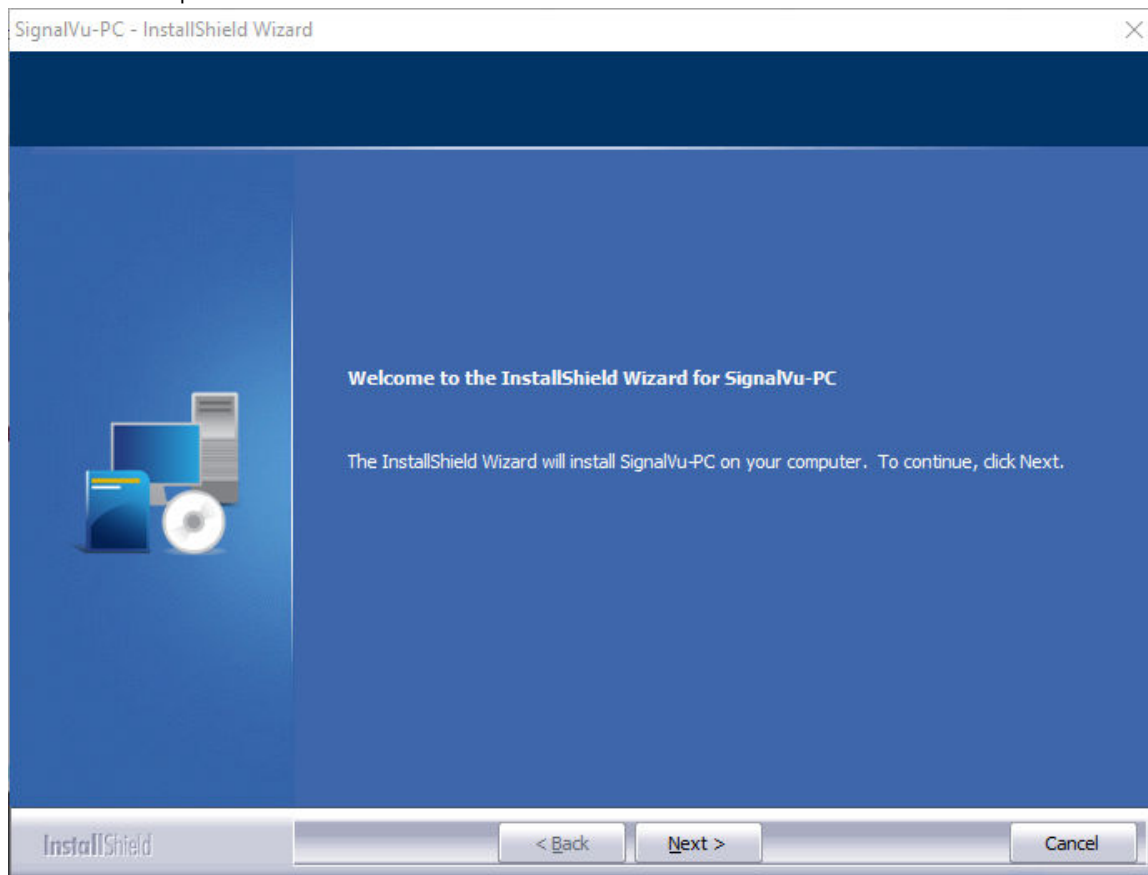 SignalVu-PC - InstallShield Wizard
Welcome to the InstallShield Wizard for SignalVu-PC
The InstallShield Wizard will install SignalVu-PC on your computer. To continue, click Next.
InstallShield
< Back
Next >
Cancel